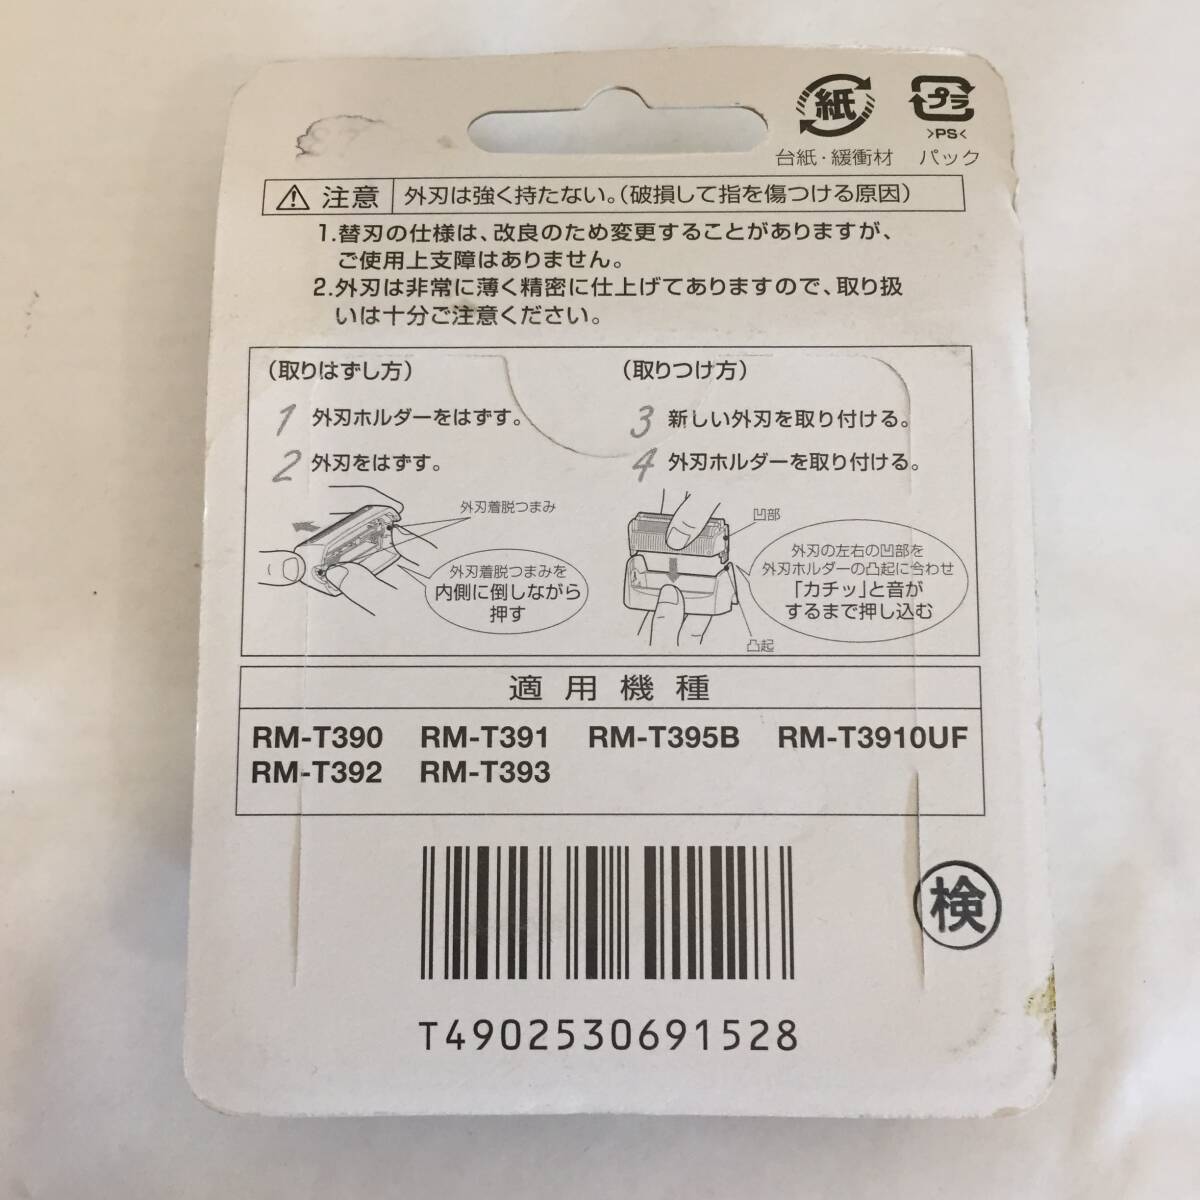 紙
プラ
>PS<
台紙・緩衝材 パック
注意 外刃は強く持たない。（破損して指を傷つける原因）
1.替刃の仕様は、改良のため変更することがありますが、
ご使用上支障はありません。
2.外刃は非常に薄く精密に仕上げてありますので、取り扱
いは十分ご注意ください。
（取りはずし方）
1 外刃ホルダーをはずす。
2 外刃をはずす。
外刃着脱つまみ
外刃着脱つまみを
内側に倒しながら
押す
（取りつけ方）
3 新しい外刃を取り付ける。
4 外刃ホルダーを取り付ける。
凹部
外刃の左右の凹部を
外刃ホルダーの凸起に合わせ
「カチッ」と音が
するまで押し込む
凸起
適用機種
RM-T390 RM-T391 RM-T395B RM-T3910UF
RM-T392 RM-T393
検
T4902530691528